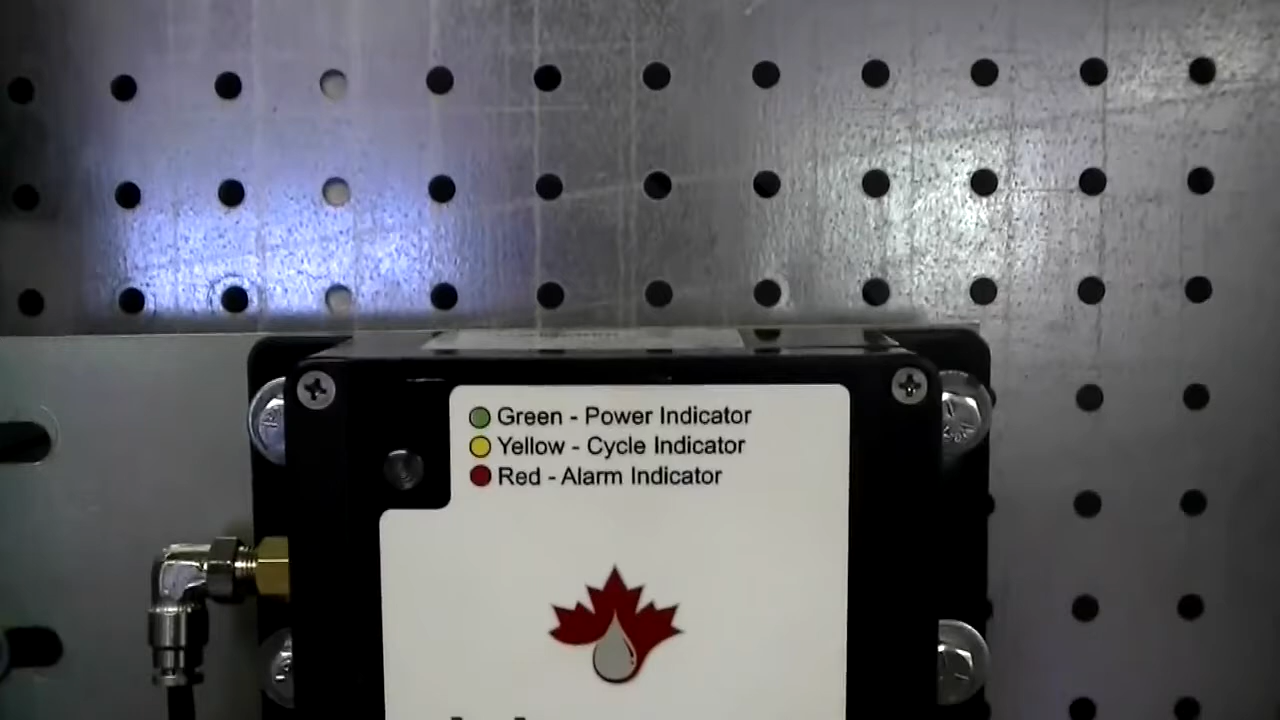 Green - Power Indicator
Yellow - Cycle Indicator
Red - Alarm Indicator